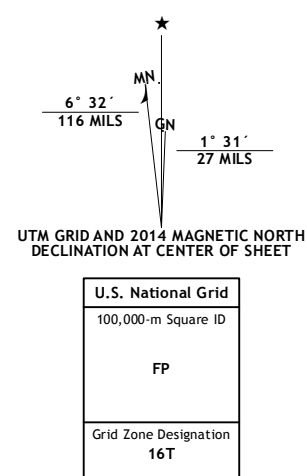 MN
6° 32´
116 MILS
GN
1° 31´
27 MILS
UTM GRID AND 2014 MAGNETIC NORTH
DECLINATION AT CENTER OF SHEET
U.S. National Grid
100,000-m Square ID
FP
Grid Zone Designation
16T